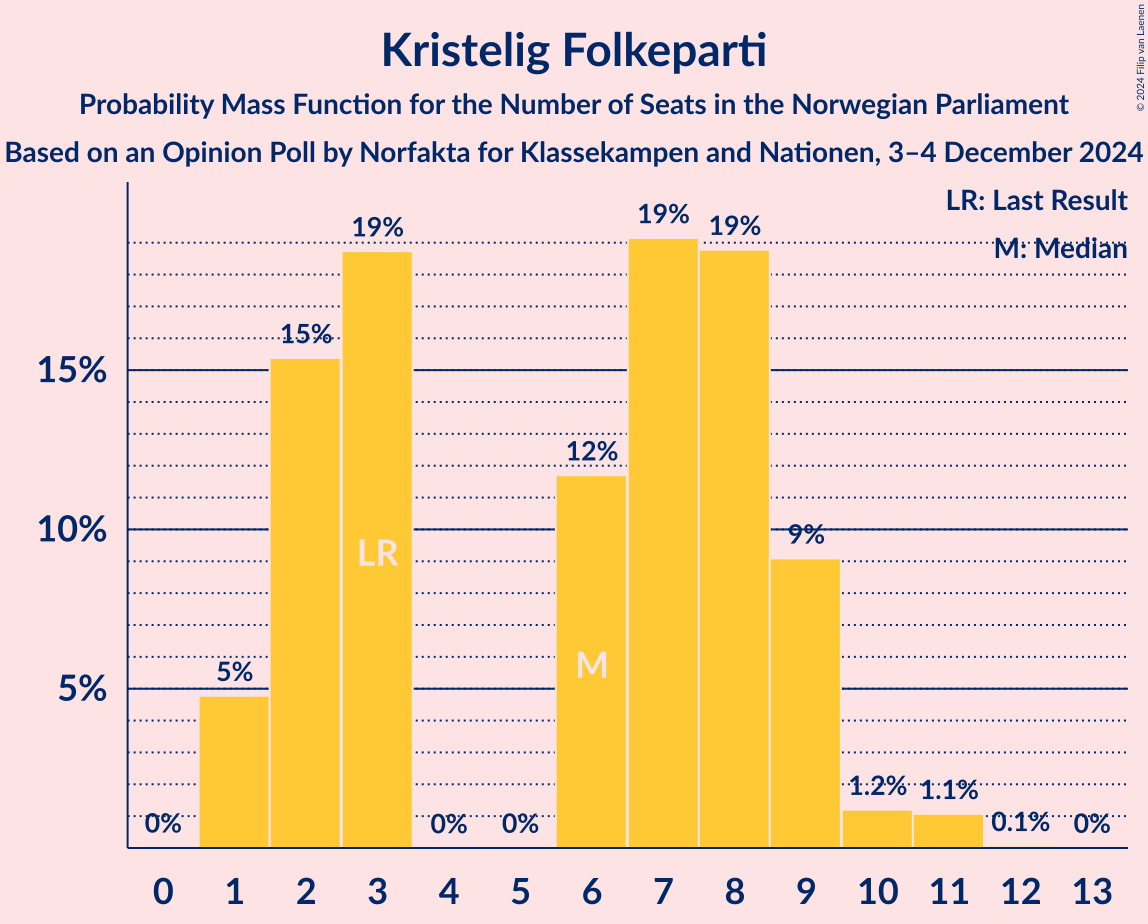 Kristelig Folkeparti
Probability Mass Function for the Number of Seats in the Norwegian Parliament
Based on an Opinion Poll by Norfakta for Klassekampen and Nationen, 3–4 December 2024
© 2024 Filip van Laenen
LR: Last Result
M: Median
19%
19%
19%
15%
15%
12%
10%
9%
LR
M
5%
5%
1.2%
1.1%
0%
0%
0%
0.1%
0%
0 1 2 3 4 5 6 7 8 9 10 11 12 13